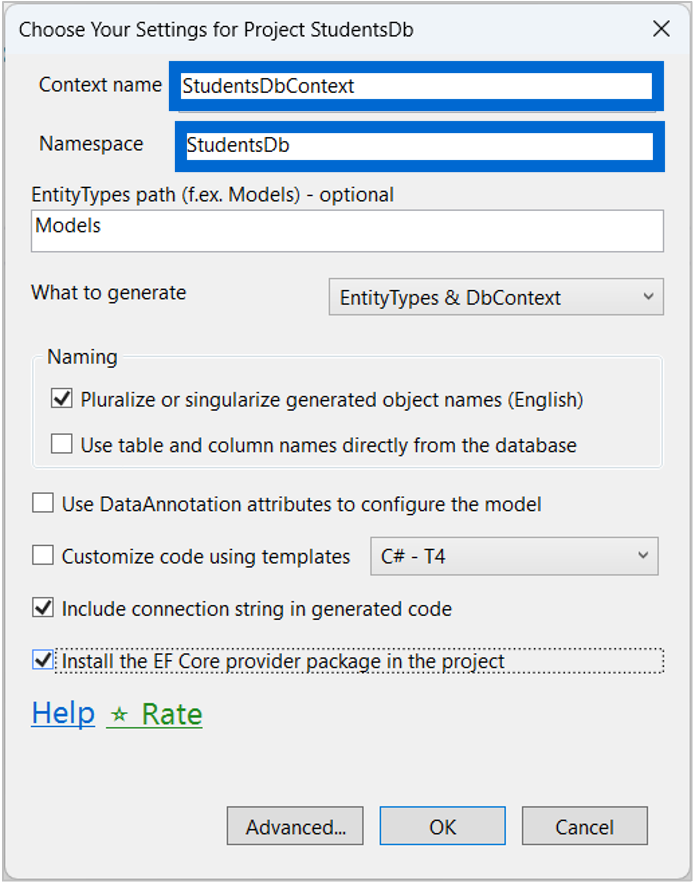 Choose Your Settings for Project StudentsDb
Context name StudentsDbContext
Namespace StudentsDb
EntityTypes path (f.ex. Models) - optional
Models
What to generate EntityTypes & DbContext
Naming
Pluralize or singularize generated object names (English)
Use table and column names directly from the database
Use DataAnnotation attributes to configure the model
Customize code using templates C# - T4
Include connection string in generated code
Install the EF Core provider package in the project
Help ☆ Rate
Advanced... OK Cancel